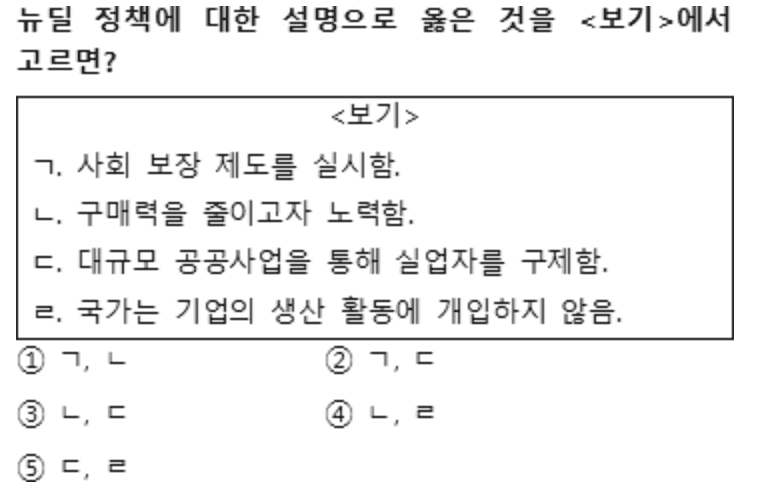 뉴딜 정책에 대한 설명으로 옳은 것을 <보기>에서
고르면?
<보기>
ㄱ. 사회 보장 제도를 실시함.
ㄴ. 구매력을 줄이고자 노력함.
ㄷ. 대규모 공공사업을 통해 실업자를 구제함.
ㄹ. 국가는 기업의 생산 활동에 개입하지 않음.
① ㄱ, ㄴ ② ㄱ, ㄷ
③ ㄴ, ㄷ ④ ㄴ, ㄹ
⑤ ㄷ, ㄹ